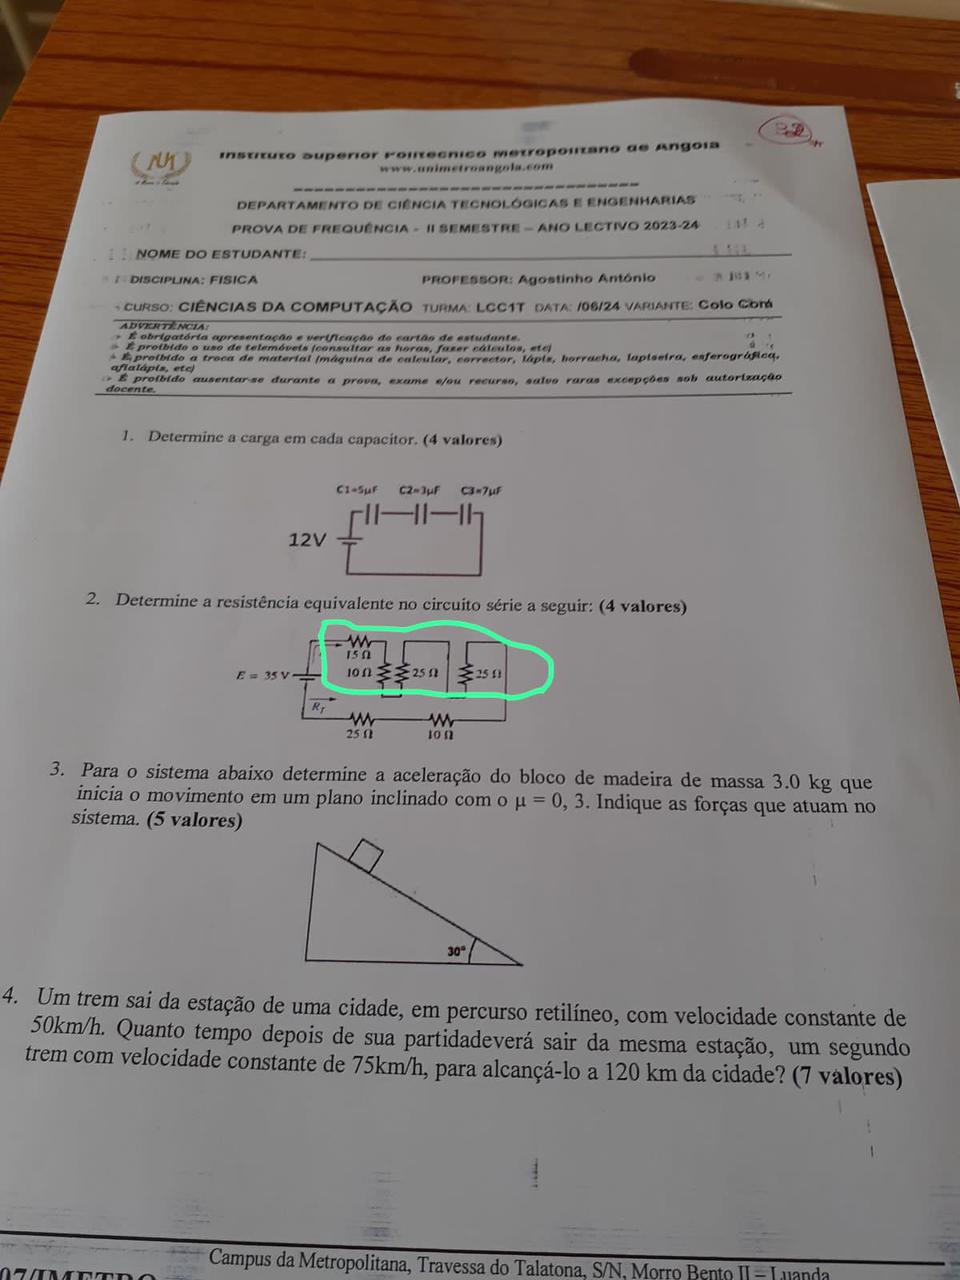 Instituto Superior Politécnico Metropolitano de Angola
www.unimetroangola.com
DEPARTAMENTO DE CIÊNCIA TECNOLÓGICAS E ENGENHARIAS
PROVA DE FREQUÊNCIA - II SEMESTRE – ANO LECTIVO 2023-24
NOME DO ESTUDANTE:
DISCIPLINA: FISICA PROFESSOR: Agostinho António
CURSO: CIÊNCIAS DA COMPUTAÇÃO TURMA: LCC1T DATA: /06/24 VARIANTE: Colo Corá
ADVERTÊNCIA:
É obrigatória apresentação e verificação do cartão de estudante.
É proibido o uso de telemóveis (consultar as horas, fazer cálculos, etc)
É proibido a troca de material (máquina de calcular, corrector, lápis, borracha, lapiseira, esferográfica,
afialápis, etc)
É proibido ausentar-se durante a prova, exame e/ou recurso, salvo raras excepções sob autorização
docente.
1. Determine a carga em cada capacitor. (4 valores)
C1=5µF C2=3µF C3=7µF
12V
2. Determine a resistência equivalente no circuito série a seguir: (4 valores)
15 Ω
E = 35 V 10 Ω 25 Ω 25 Ω
RT
25 Ω 10 Ω
3. Para o sistema abaixo determine a aceleração do bloco de madeira de massa 3.0 kg que
inicia o movimento em um plano inclinado com o µ = 0, 3. Indique as forças que atuam no
sistema. (5 valores)
30°
4. Um trem sai da estação de uma cidade, em percurso retilíneo, com velocidade constante de
50km/h. Quanto tempo depois de sua partidadeverá sair da mesma estação, um segundo
trem com velocidade constante de 75km/h, para alcançá-lo a 120 km da cidade? (7 valores)
Campus da Metropolitana, Travessa do Talatona, S/N, Morro Bento II – Luanda